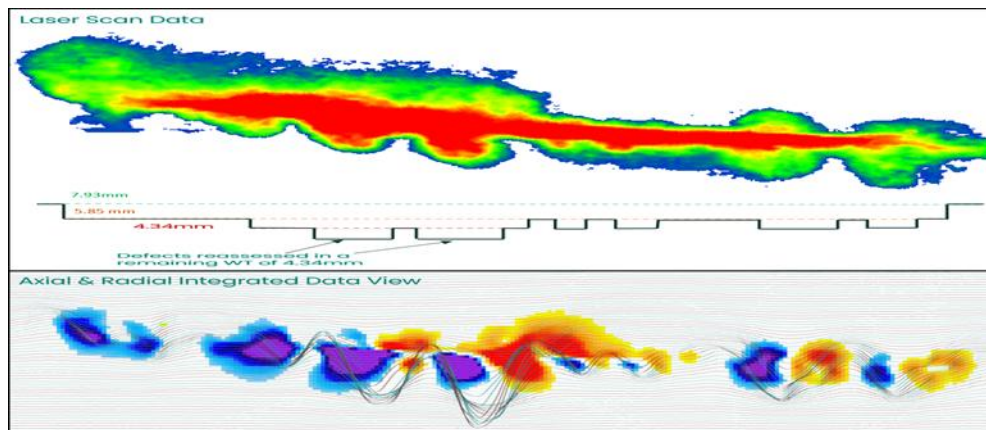 Laser Scan Data
7.93mm
5.85 mm
4.34mm
Defects reassessed in a
remaining WT of 4.34mm
Axial & Radial Integrated Data View